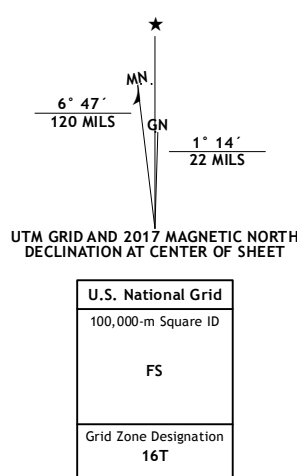 ★
MN.
6° 47´
120 MILS
GN
1° 14´
22 MILS
UTM GRID AND 2017 MAGNETIC NORTH
DECLINATION AT CENTER OF SHEET
U.S. National Grid
100,000-m Square ID
FS
Grid Zone Designation
16T